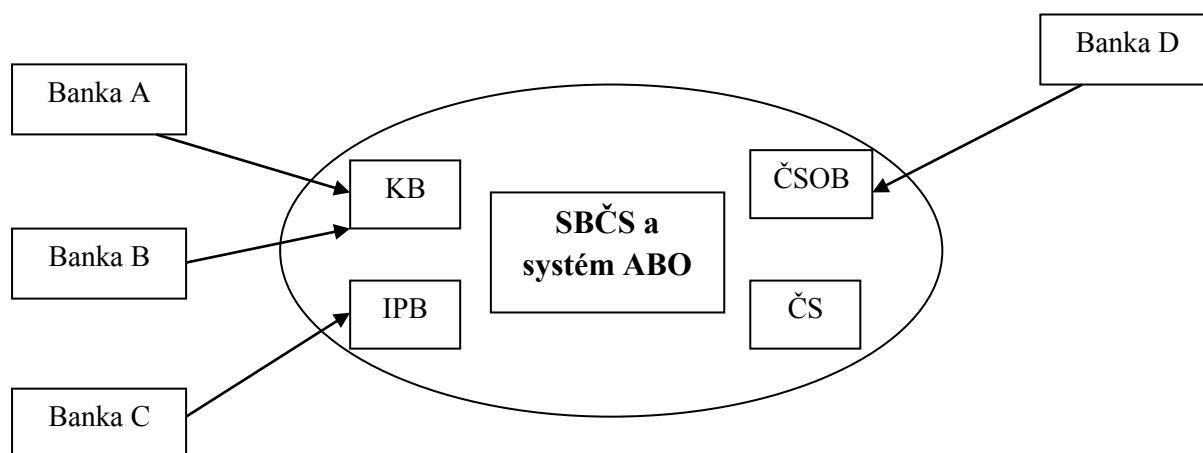 Banka D
Banka A
KB
ČSOB
SBČS a
systém ABO
Banka B
IPB
ČS
Banka C